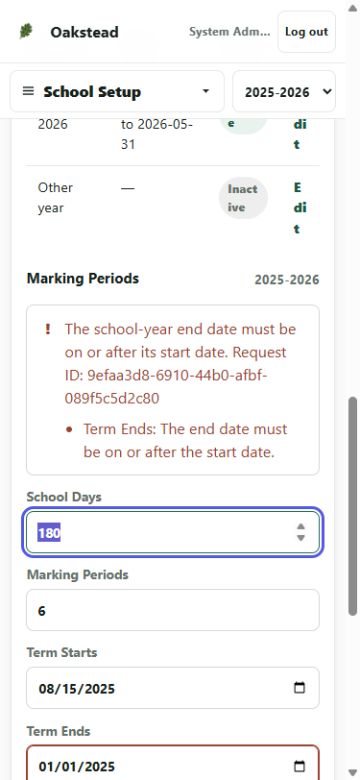 Oakstead
System Adm...
Log out
School Setup
2025-2026
2026
to 2026-05-
31
e
di
t
Other
year
—
Inact
ive
E
di
t
Marking Periods
2025-2026
! The school-year end date must be
on or after its start date. Request
ID: 9efaa3d8-6910-44b0-afbf-
089f5c5d2c80
• Term Ends: The end date must
be on or after the start date.
School Days
180
Marking Periods
6
Term Starts
08/15/2025
Term Ends
01/01/2025